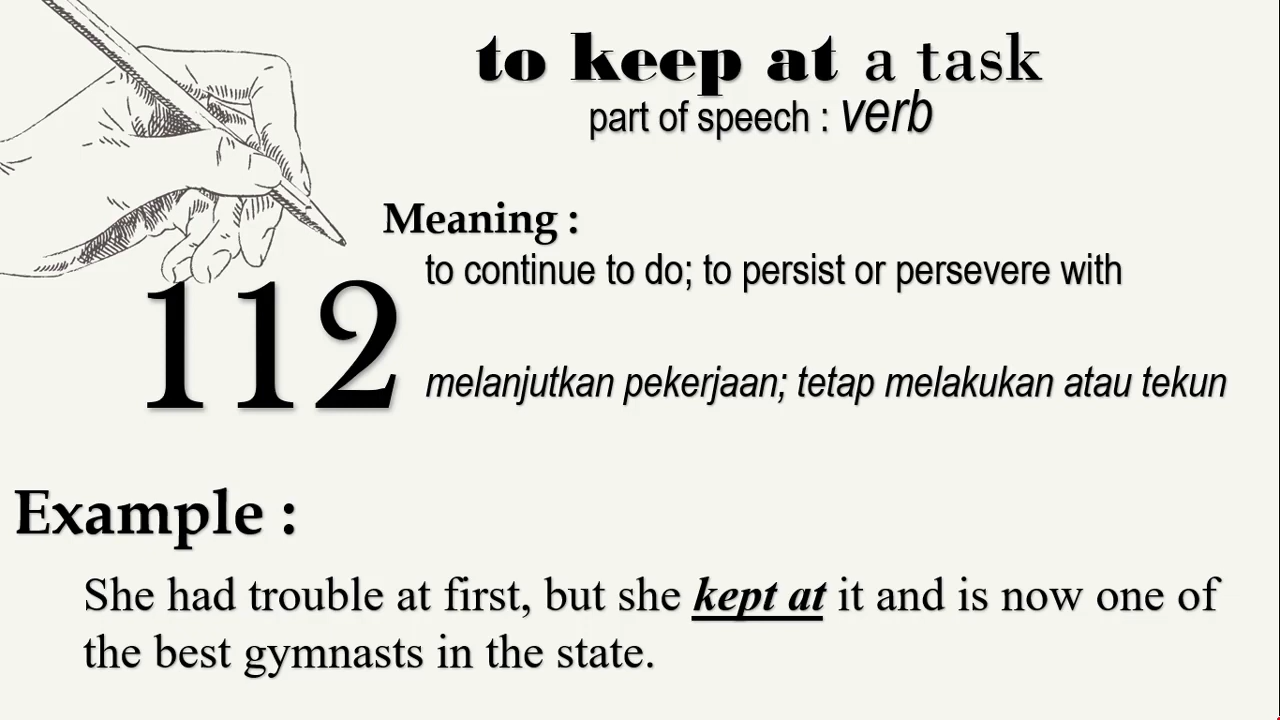 to keep at a task
part of speech : verb
Meaning :
to continue to do; to persist or persevere with
112
melanjutkan pekerjaan; tetap melakukan atau tekun
Example :
She had trouble at first, but she kept at it and is now one of
the best gymnasts in the state.